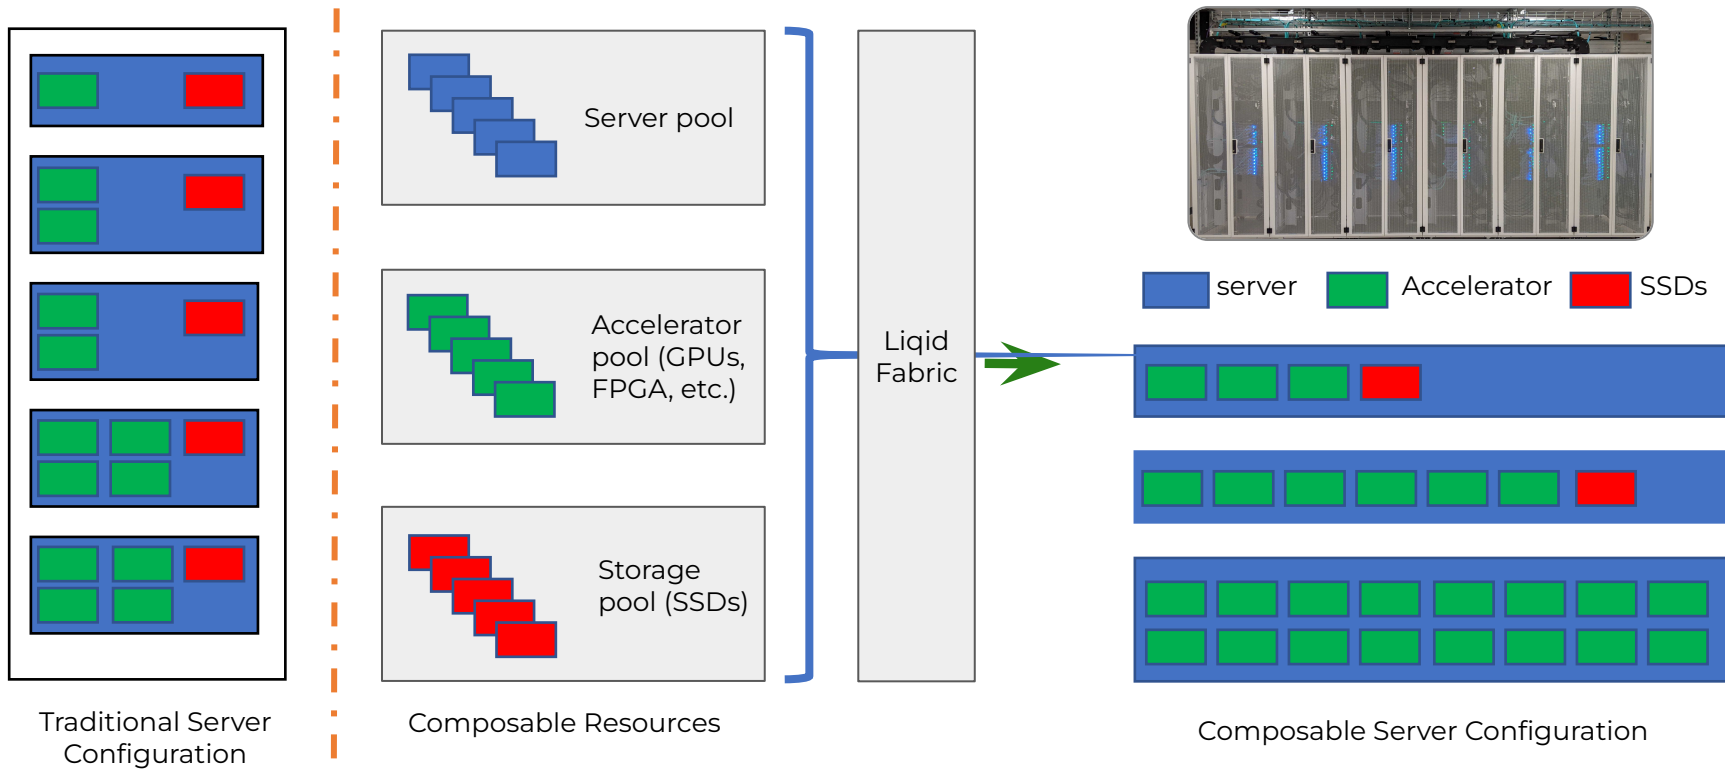 Server pool
Accelerator
pool (GPUs,
FPGA, etc.)
Storage
pool (SSDs)
Liqid
Fabric
server
Accelerator
SSDs
Traditional Server
Configuration
Composable Resources
Composable Server Configuration